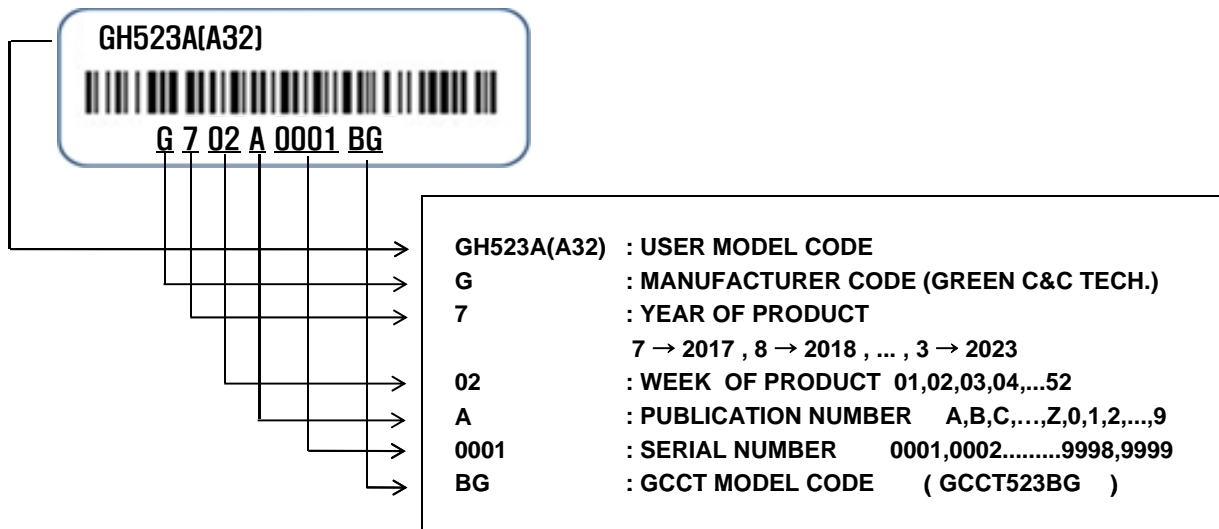 GH523A(A32)
G 7 02 A 0001 BG
GH523A(A32) : USER MODEL CODE
G : MANUFACTURER CODE (GREEN C&C TECH.)
7 : YEAR OF PRODUCT
7 → 2017 , 8 → 2018 , ... , 3 → 2023
02 : WEEK OF PRODUCT 01,02,03,04,...52
A : PUBLICATION NUMBER A,B,C,...,Z,0,1,2,...,9
0001 : SERIAL NUMBER 0001,0002.........9998,9999
BG : GCCT MODEL CODE ( GCCT523BG )